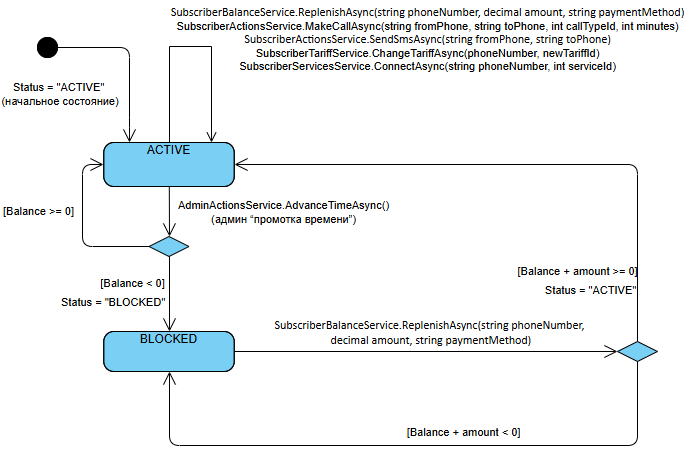 SubscriberBalanceService.ReplenishAsync(string phoneNumber, decimal amount, string paymentMethod)
SubscriberActionsService.MakeCallAsync(string fromPhone, string toPhone, int callTypeId, int minutes)
SubscriberActionsService.SendSmsAsync(string fromPhone, string toPhone)
SubscriberTariffService.ChangeTariffAsync(phoneNumber, newTariffId)
SubscriberServicesService.ConnectAsync(string phoneNumber, int serviceId)
Status = "ACTIVE"
(начальное состояние)
ACTIVE
[Balance >= 0]
AdminActionsService.AdvanceTimeAsync()
(админ “промотка времени”)
[Balance < 0]
Status = "BLOCKED"
[Balance + amount >= 0]
Status = "ACTIVE"
BLOCKED
SubscriberBalanceService.ReplenishAsync(string phoneNumber,
decimal amount, string paymentMethod)
[Balance + amount < 0]